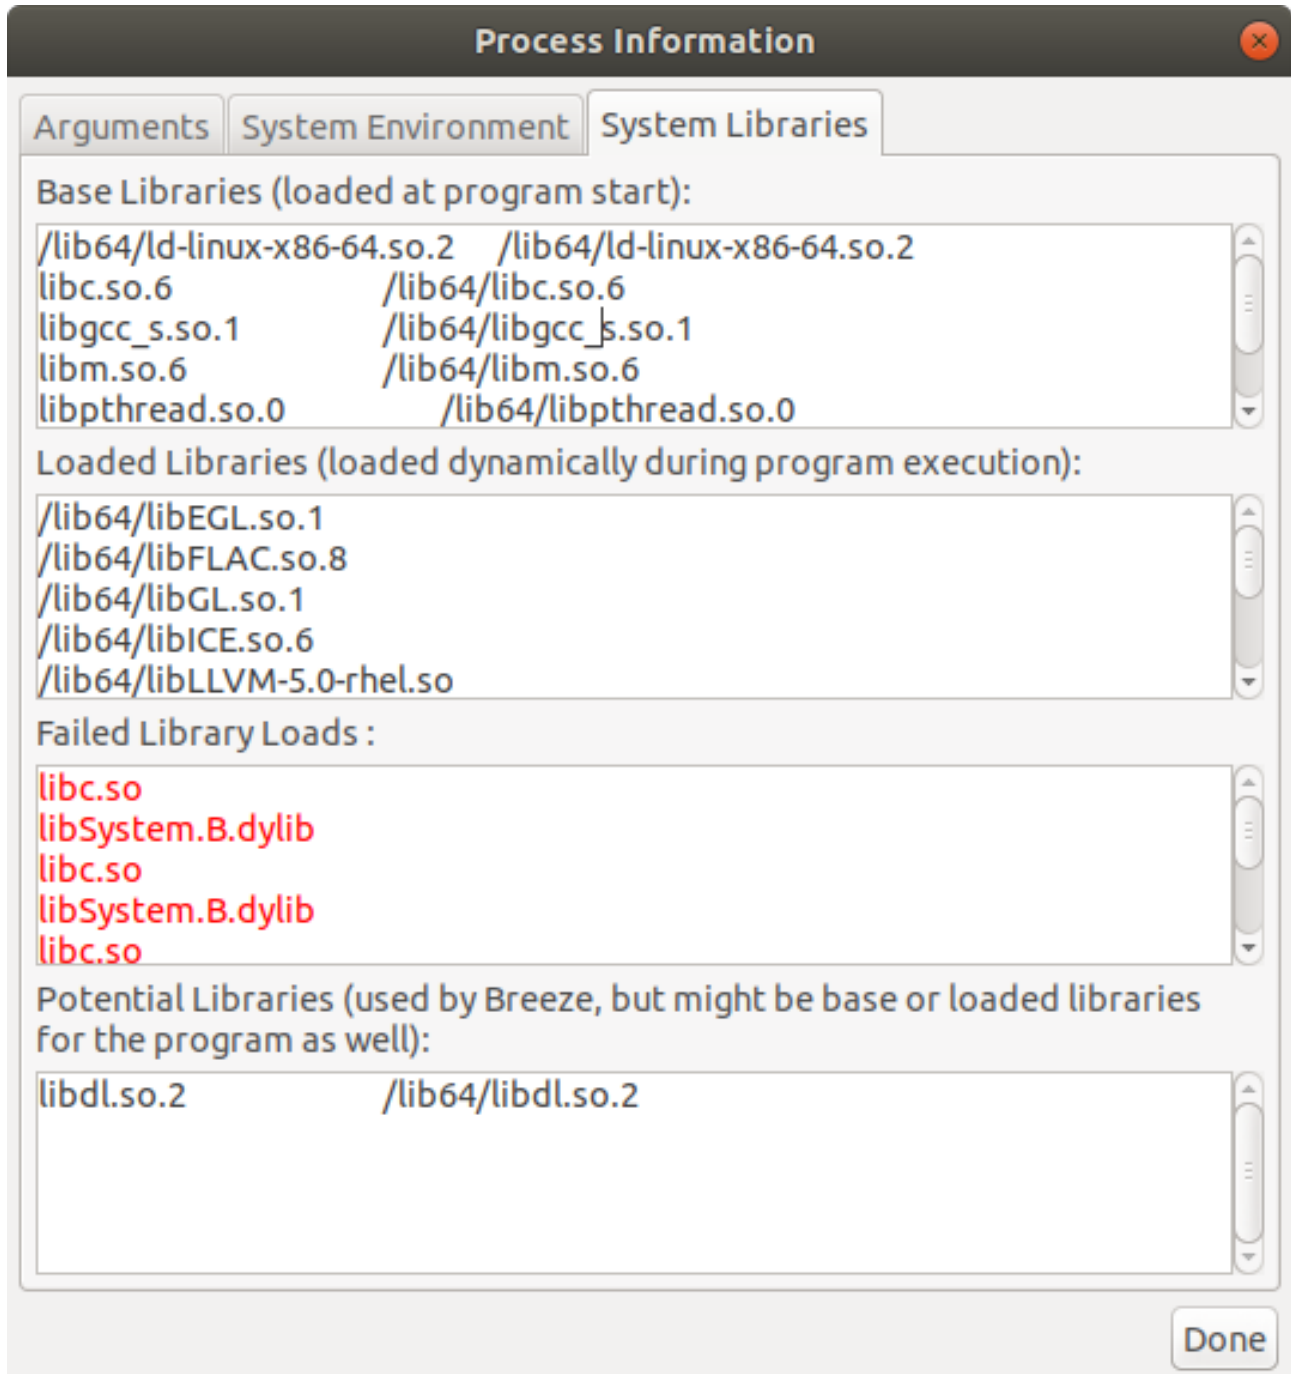 Process Information
Arguments System Environment System Libraries
Base Libraries (loaded at program start):
/lib64/ld-linux-x86-64.so.2 /lib64/ld-linux-x86-64.so.2
libc.so.6 /lib64/libc.so.6
libgcc_s.so.1 /lib64/libgcc_s.so.1
libm.so.6 /lib64/libm.so.6
libpthread.so.0 /lib64/libpthread.so.0
Loaded Libraries (loaded dynamically during program execution):
/lib64/libEGL.so.1
/lib64/libFLAC.so.8
/lib64/libGL.so.1
/lib64/libICE.so.6
/lib64/libLLVM-5.0-rhel.so
Failed Library Loads :
libc.so
libSystem.B.dylib
libc.so
libSystem.B.dylib
libc.so
Potential Libraries (used by Breeze, but might be base or loaded libraries
for the program as well):
libdl.so.2 /lib64/libdl.so.2
Done